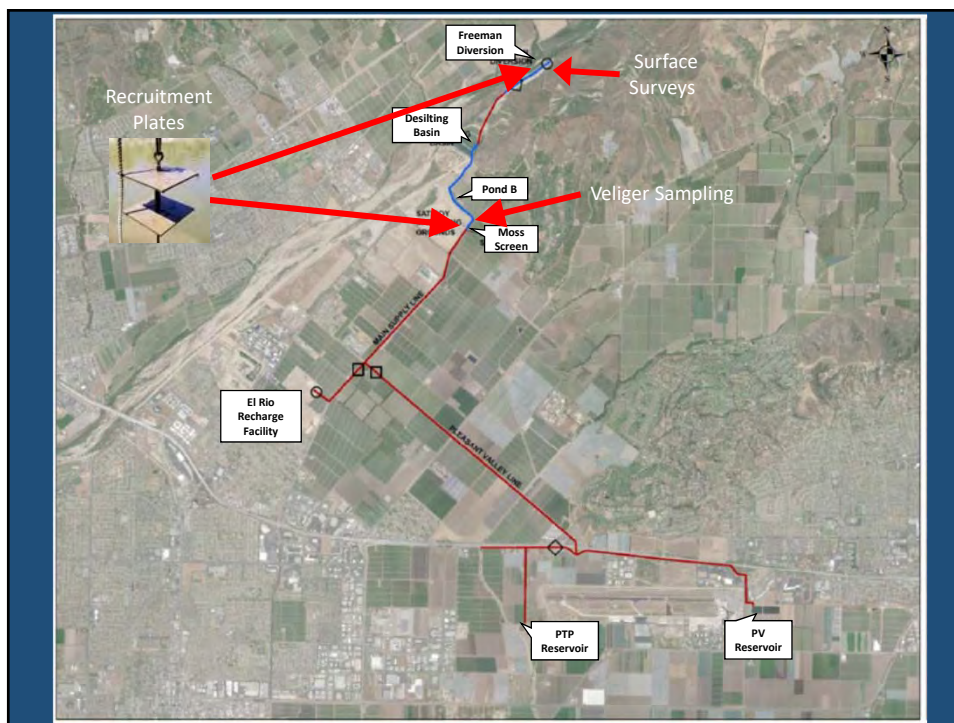 Freeman
Diversion
DIVERSION
Surface
Surveys
Recruitment
Plates
Desilting
Basin
Pond B
Veliger Sampling
Moss
Screen
MAIN SUPPLY LINE
El Rio
Recharge
Facility
PLEASANT VALLEY LINE
PTP
Reservoir
PV
Reservoir